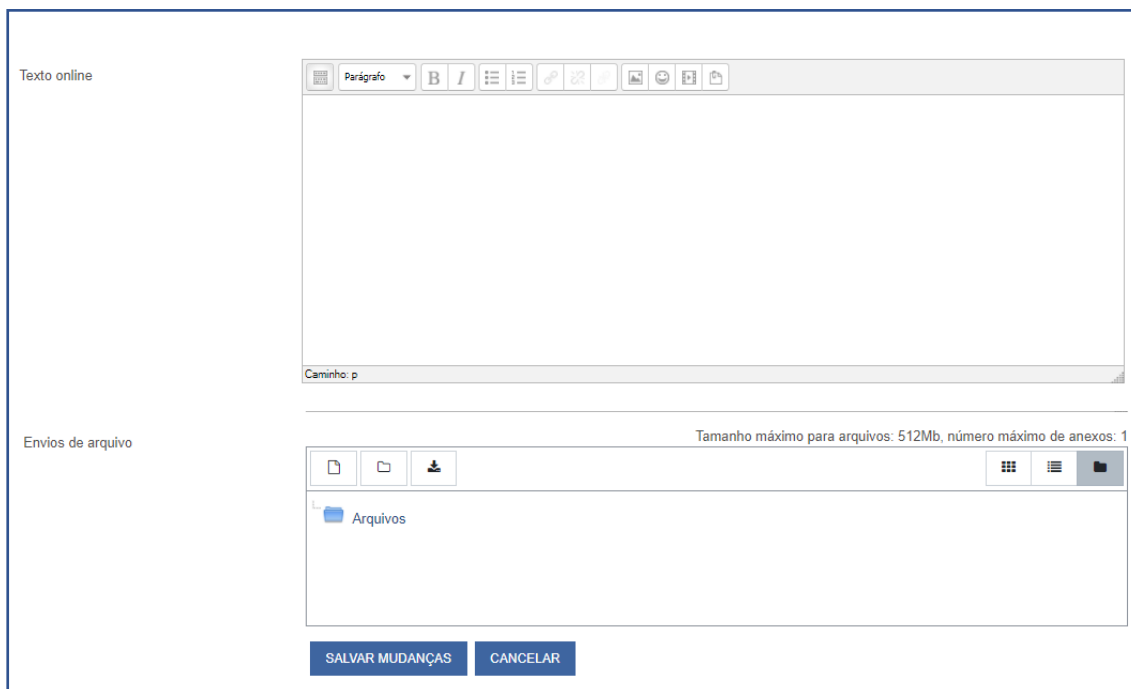 Texto online
Parágrafo
B I
Caminho: p
Envios de arquivo
Tamanho máximo para arquivos: 512Mb, número máximo de anexos: 1
Arquivos
SALVAR MUDANÇAS CANCELAR